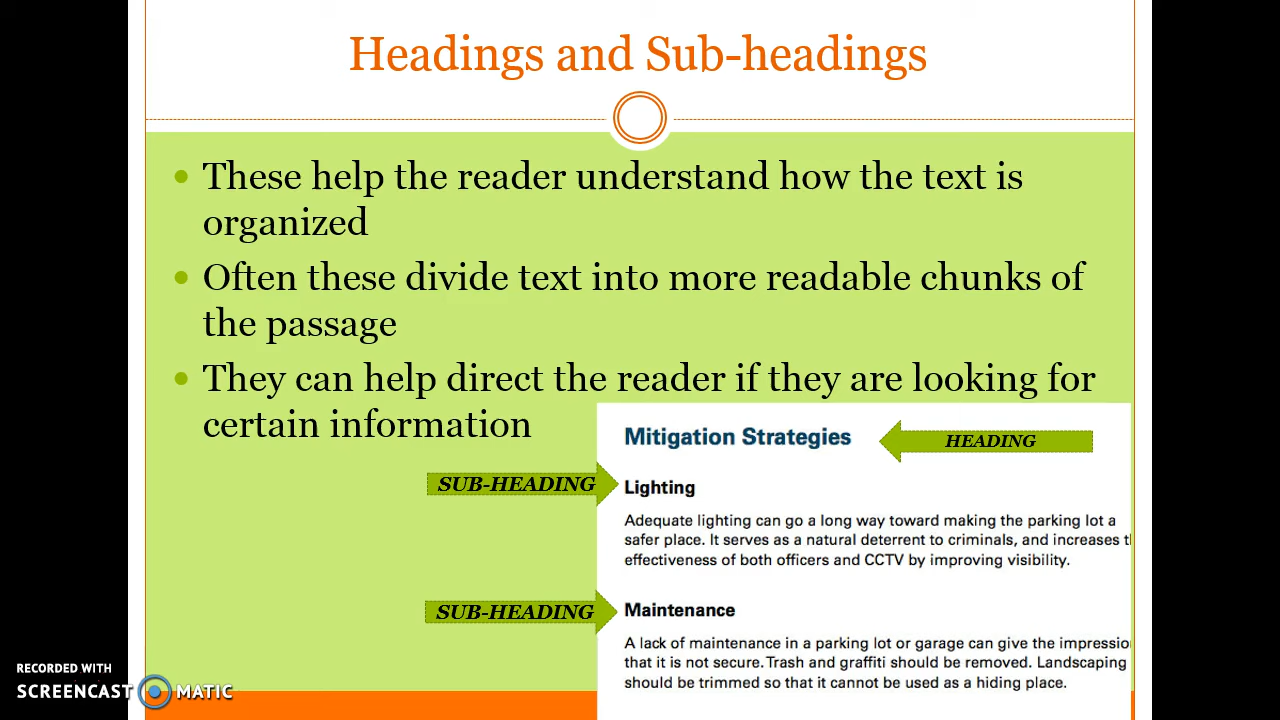 Headings and Sub-headings
These help the reader understand how the text is
organized
Often these divide text into more readable chunks of
the passage
They can help direct the reader if they are looking for
certain information
Mitigation Strategies
HEADING
SUB-HEADING
Lighting
Adequate lighting can go a long way toward making the parking lot a
safer place. It serves as a natural deterrent to criminals, and increases
effectiveness of both officers and CCTV by improving visibility.
SUB-HEADING
Maintenance
A lack of maintenance in a parking lot or garage can give the
that it is not secure. Trash and graffiti should be removed. Landscaping
should be trimmed so that it cannot be used as a hiding place.
RECORDED WITH
SCREENCAST MATIC